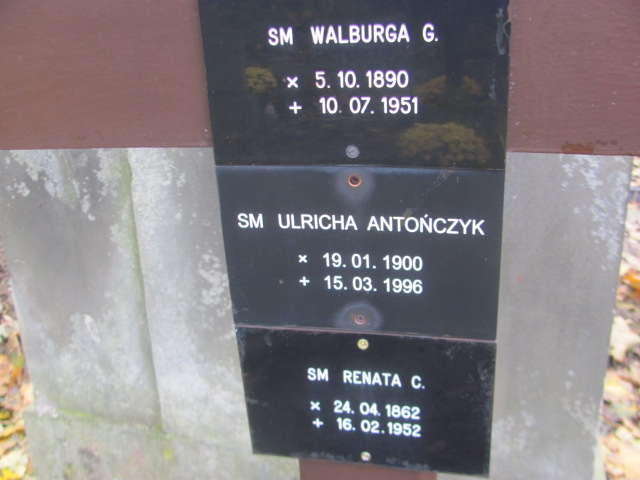 SM WALBURGA G.
× 5.10.1890
+ 10.07.1951
SM ULRICHA ANTOŃCZYK
× 19.01.1900
+ 15.03.1996
SM RENATA C.
× 24.04.1862
+ 16.02.1952